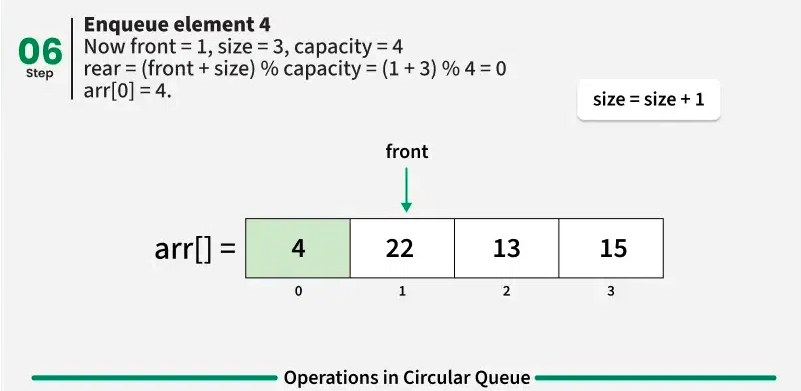 06
Step
Enqueue element 4
Now front = 1, size = 3, capacity = 4
rear = (front + size) % capacity = (1 + 3) % 4 = 0
arr[0] = 4.
size = size + 1
front
arr[] = 4 22 13 15
0 1 2 3
Operations in Circular Queue